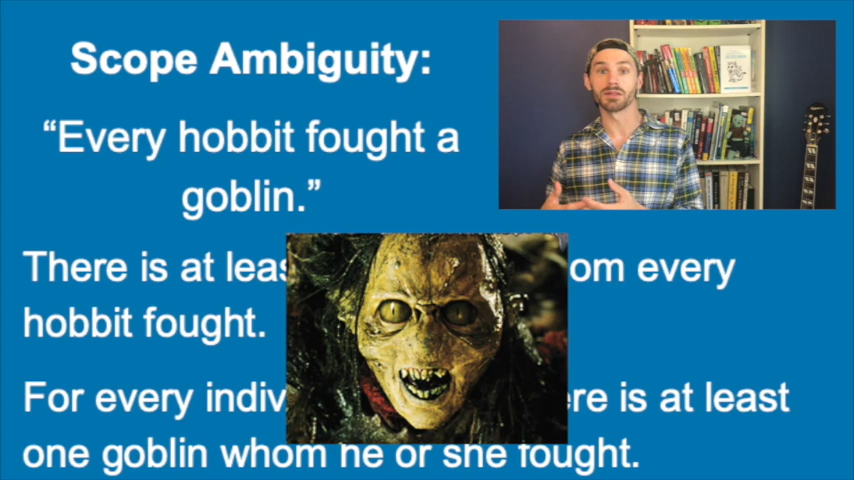 Scope Ambiguity:
“Every hobbit fought a
goblin.”
There is at leas
om every
hobbit fought.
For every indiv
ere is at least
one goblin whom he or she fought.